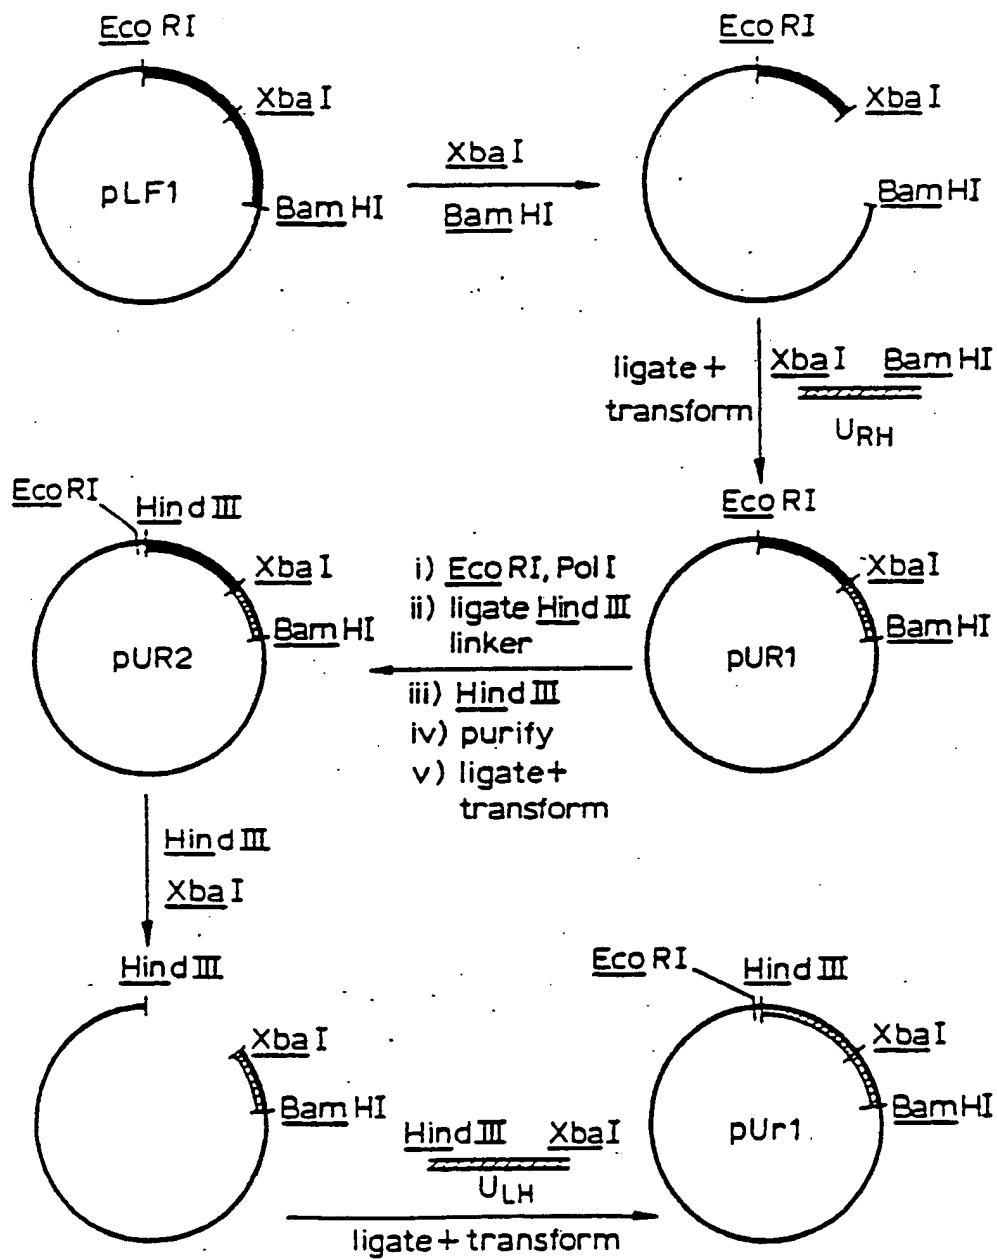 Eco RI
Xba I
pLF1
Bam HI
Xba I
Bam HI
Eco RI
Xba I
Bam HI
ligate +
transform
Xba I Bam HI
URH
Eco RI
Xba I
Bam HI
pUR1
i) Eco RI, Pol I
ii) ligate Hind III
linker
iii) Hind III
iv) purify
v) ligate+
transform
Eco RI
Hind III
Xba I
Bam HI
pUR2
Hind III
Xba I
Hind III
Xba I
Bam HI
Hind III Xba I
ULH
ligate + transform
Eco RI
Hind III
Xba I
Bam HI
pUr1